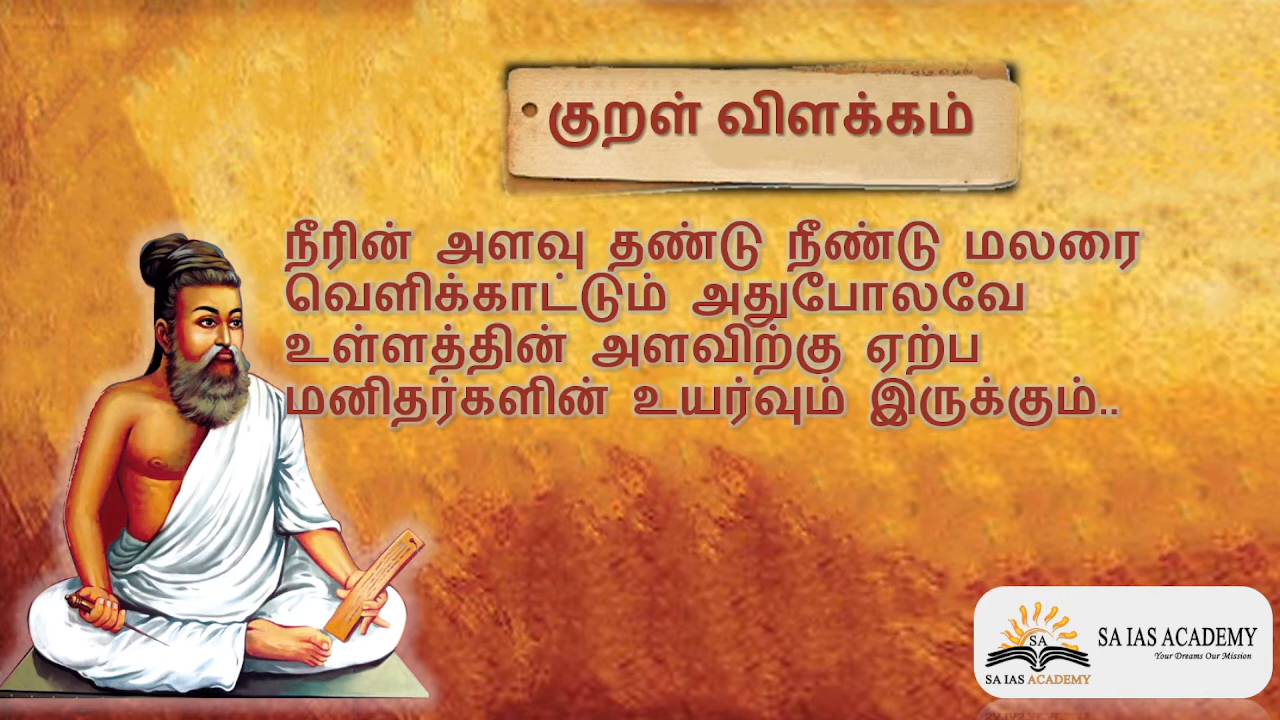 குறள் விளக்கம்
நீரின் அளவு தண்டு நீண்டு மலரை
வெளிக்காட்டும் அதுபோலவே
உள்ளத்தின் அளவிற்கு ஏற்ப
மனிதர்களின் உயர்வும் இருக்கும்..
SA
SA IAS ACADEMY
SA IAS ACADEMY
Your Dreams Our Mission